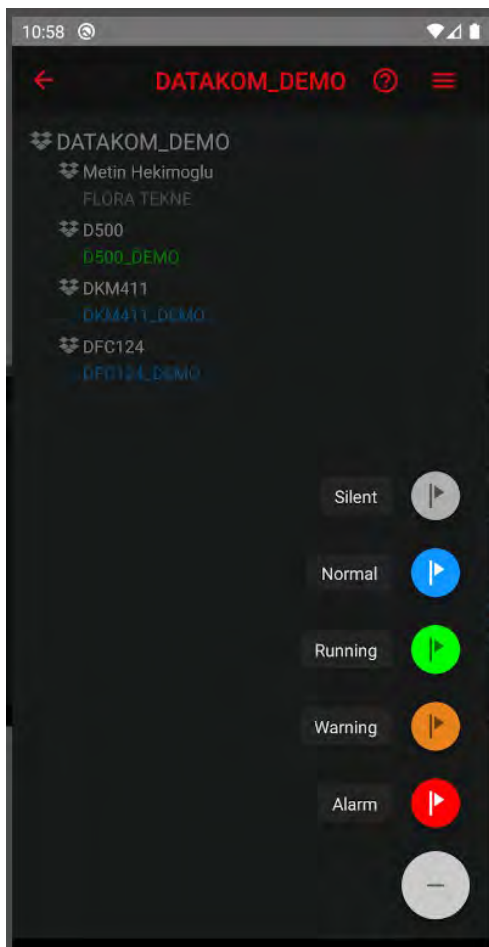 10:58
DATAKOM_DEMO
DATAKOM_DEMO
Metin Hekimoglu
FLORA TEKNE
D500
D500_DEMO
DKM411
DKM411_DEMO
DFC124
DFC124_DEMO
Silent
Normal
Running
Warning
Alarm